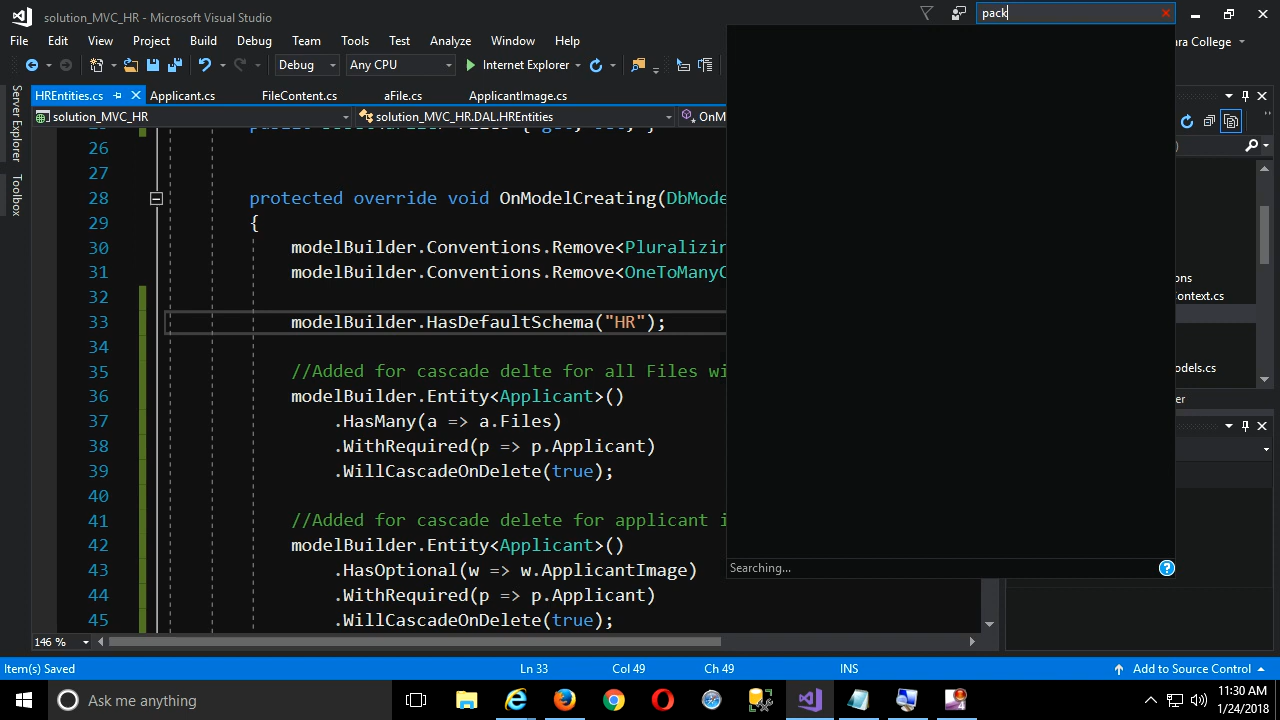 solution_MVC_HR - Microsoft Visual Studio
pack
File Edit View Project Build Debug Team Tools Test Analyze Window Help
ara College
Debug Any CPU Internet Explorer
HREntities.cs Applicant.cs FileContent.cs aFile.cs ApplicantImage.cs
solution_MVC_HR solution_MVC_HR.DAL.HREntities OnM
Server Explorer
Toolbox
26
27
28 protected override void OnModelCreating(DbMode
29 {
30 modelBuilder.Conventions.Remove<Pluralizin
31 modelBuilder.Conventions.Remove<OneToManyC
32
33 modelBuilder.HasDefaultSchema("HR");
34
35 //Added for cascade delte for all Files wi
36 modelBuilder.Entity<Applicant>()
37 .HasMany(a => a.Files)
38 .WithRequired(p => p.Applicant)
39 .WillCascadeOnDelete(true);
40
41 //Added for cascade delete for applicant i
42 modelBuilder.Entity<Applicant>()
43 .HasOptional(w => w.ApplicantImage)
44 .WithRequired(p => p.Applicant)
45 .WillCascadeOnDelete(true);
ons
ontext.cs
odels.cs
rer
Searching...
146 %
Item(s) Saved Ln 33 Col 49 Ch 49 INS Add to Source Control
Ask me anything
11:30 AM
1/24/2018